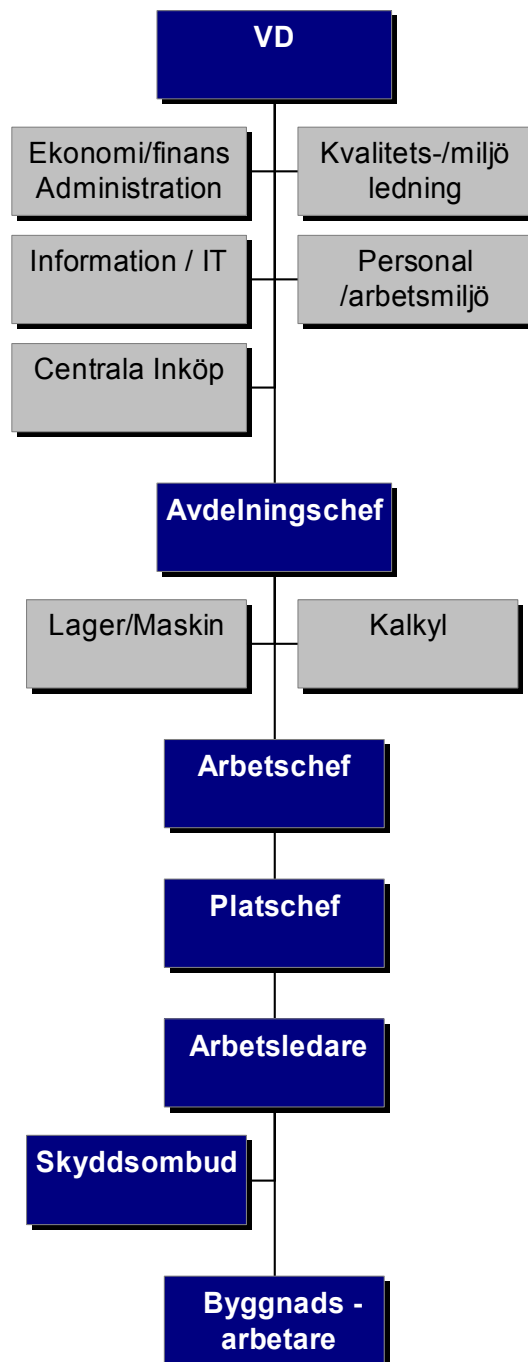 VD
Ekonomi/finans
Administration
Kvalitets-/miljö
ledning
Information / IT
Personal
/arbetsmiljö
Centrala Inköp
Avdelningschef
Lager/Maskin
Kalkyl
Arbetschef
Platschef
Arbetsledare
Skyddsombud
Byggnads -
arbetare